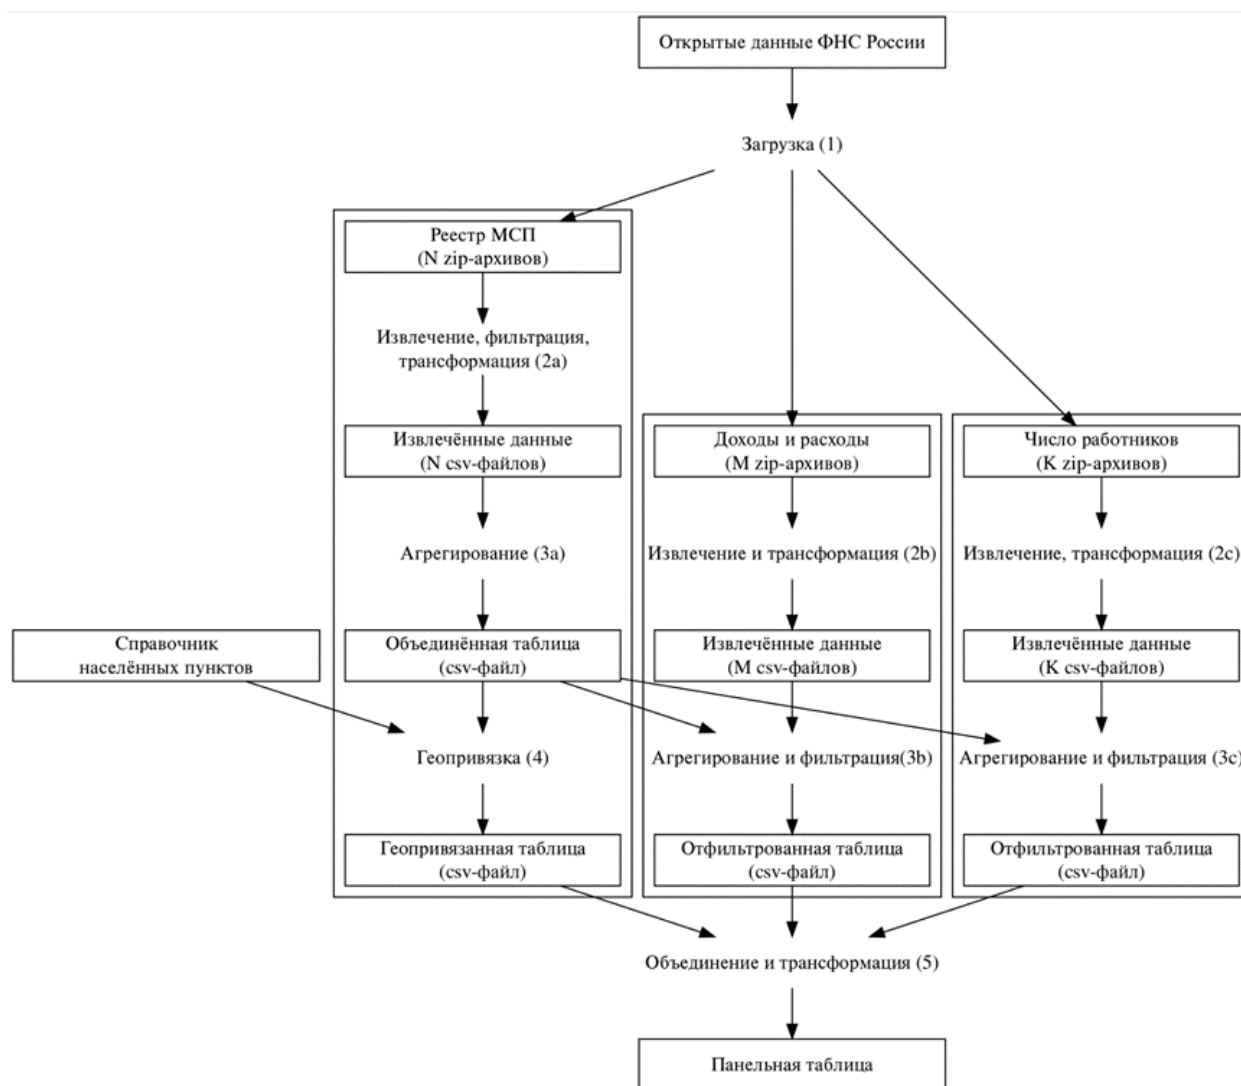 Открытые данные ФНС России
Загрузка (1)
Реестр МСП
(N zip-архивов)
Извлечение, фильтрация,
трансформация (2a)
Извлечённые данные
(N csv-файлов)
Доходы и расходы
(M zip-архивов)
Число работников
(K zip-архивов)
Агрегирование (3a)
Извлечение и трансформация (2b)
Извлечение, трансформация (2c)
Справочник
населённых пунктов
Объединённая таблица
(csv-файл)
Извлечённые данные
(M csv-файлов)
Извлечённые данные
(K csv-файлов)
Геопривязка (4)
Агрегирование и фильтрация(3b)
Агрегирование и фильтрация (3c)
Геопривязанная таблица
(csv-файл)
Отфильтрованная таблица
(csv-файл)
Отфильтрованная таблица
(csv-файл)
Объединение и трансформация (5)
Панельная таблица